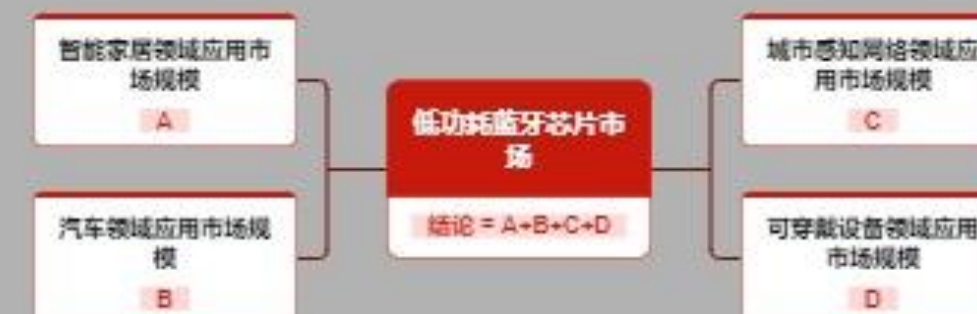 智能家居领域应用市
场规模
A
汽车领域应用市场规
模
B
低功耗蓝牙芯片市
场
结论 = A+B+C+D
城市感知网络领域应
用市场规模
C
可穿戴设备领域应用
市场规模
D